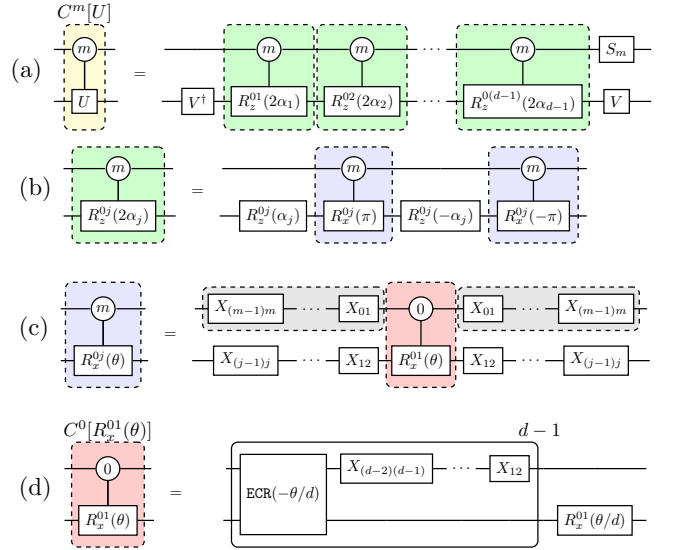 C^m[U]
(a) m U = V^† m R_z^{01}(2α_1) m R_z^{02}(2α_2) ··· ··· m R_z^{0(d−1)}(2α_{d−1}) S_m V
(b) m R_z^{0j}(2α_j) = R_z^{0j}(α_j) m R_x^{0j}(π) R_z^{0j}(−α_j) m R_x^{0j}(−π)
(c) m R_x^{0j}(θ) = X_{(m−1)m} ··· X_{01} 0 X_{01} ··· X_{(m−1)m}
X_{(j−1)j} ··· X_{12} R_x^{01}(θ) X_{12} ··· X_{(j−1)j}
C^0[R_x^{01}(θ)] d − 1
(d) 0 R_x^{01}(θ) = ECR(−θ/d) X_{(d−2)(d−1)} ··· X_{12} R_x^{01}(θ/d)